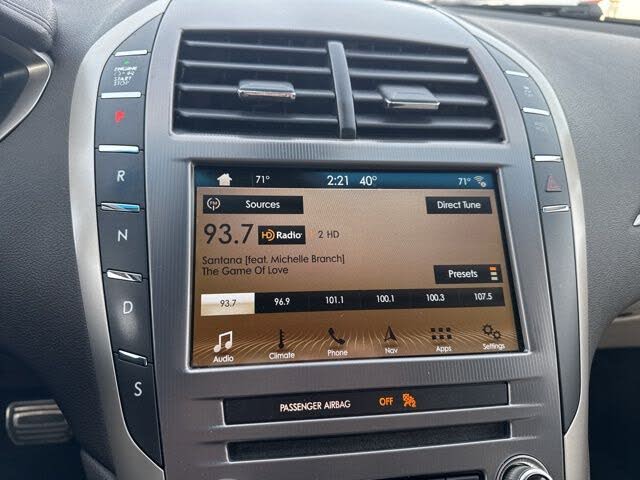 ENGINE
START
STOP
P
R
N
D
S
71° 2:21 40° 71°
Sources Direct Tune
93.7 HD Radio 2 HD
Santana [feat. Michelle Branch]
The Game Of Love
Presets
93.7 96.9 101.1 100.1 100.3 107.5
Audio Climate Phone Nav Apps Settings
PASSENGER AIRBAG OFF